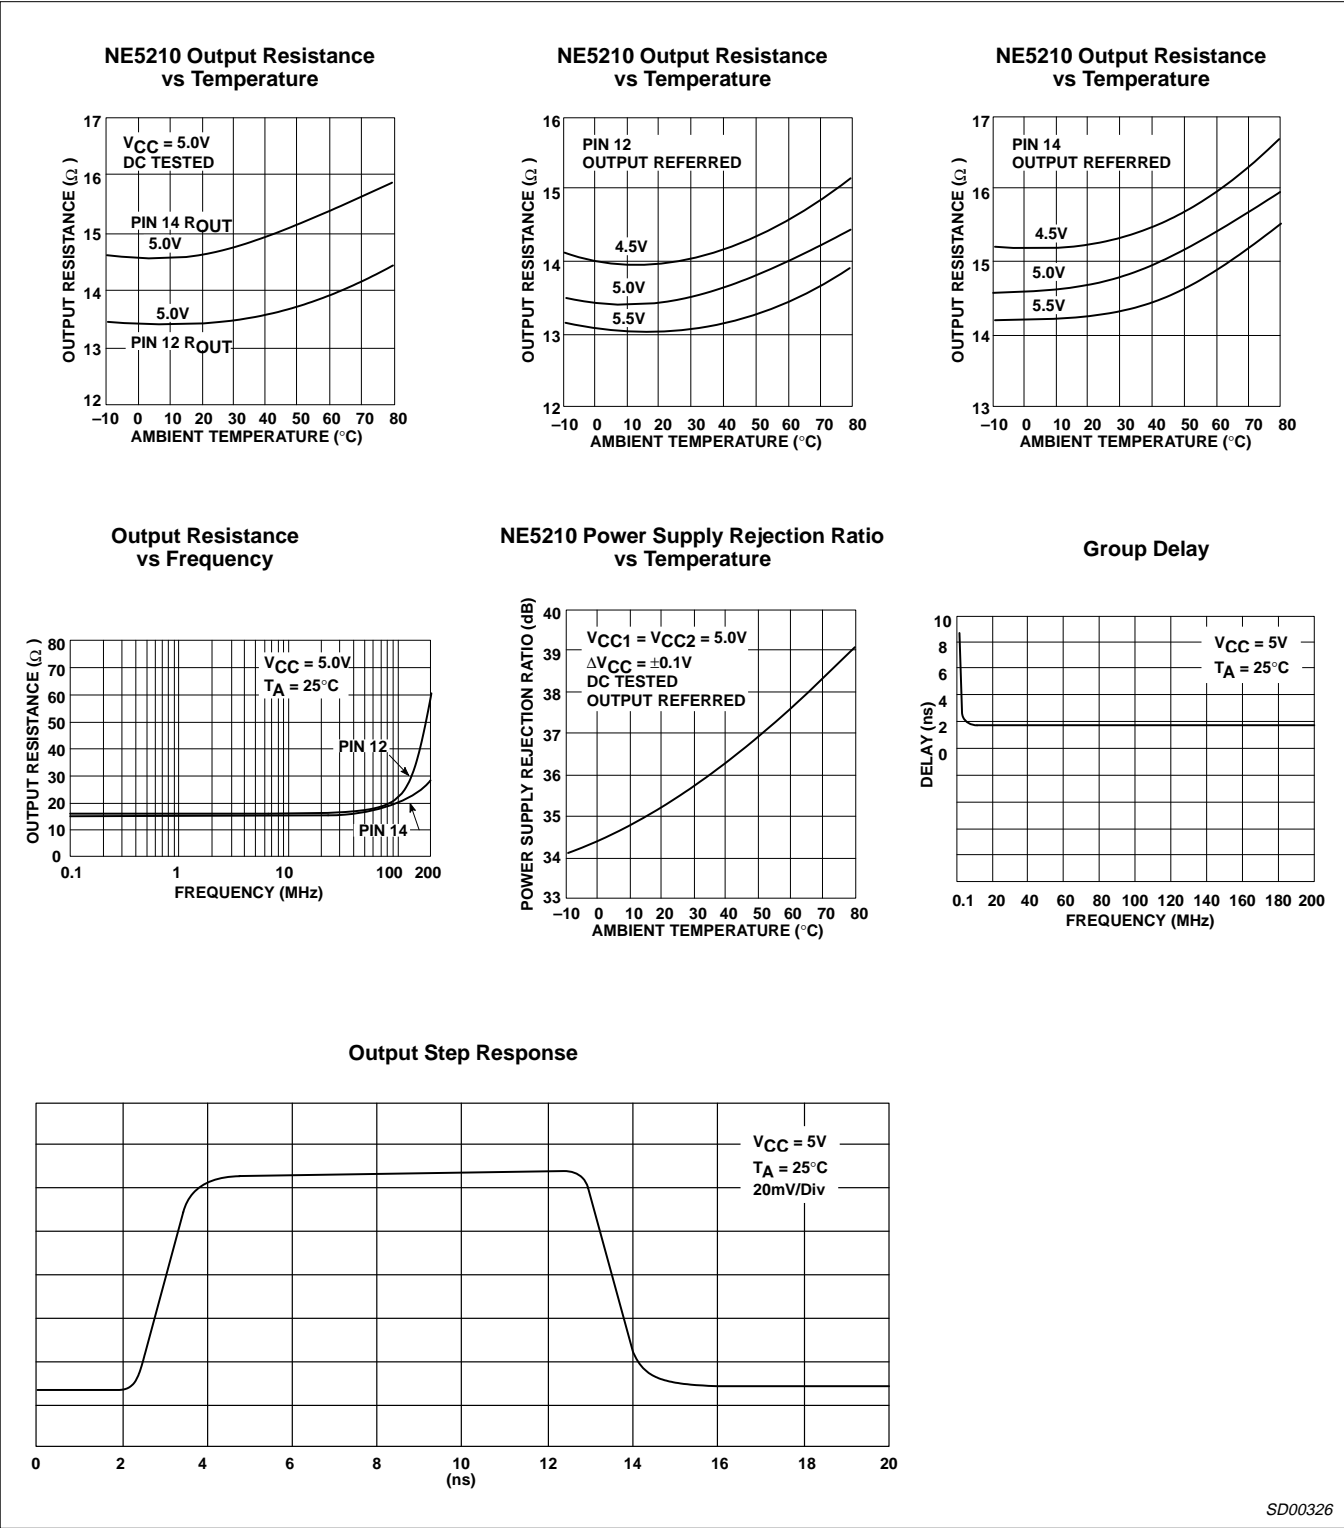 NE5210 Output Resistance
vs Temperature
17
16
15
14
13
12
OUTPUT RESISTANCE (Ω)
VCC = 5.0V
DC TESTED
PIN 14 ROUT
5.0V
5.0V
PIN 12 ROUT
–10 0 10 20 30 40 50 60 70 80
AMBIENT TEMPERATURE (°C)
NE5210 Output Resistance
vs Temperature
16
15
14
13
12
OUTPUT RESISTANCE (Ω)
PIN 12
OUTPUT REFERRED
4.5V
5.0V
5.5V
–10 0 10 20 30 40 50 60 70 80
AMBIENT TEMPERATURE (°C)
NE5210 Output Resistance
vs Temperature
17
16
15
14
13
OUTPUT RESISTANCE (Ω)
PIN 14
OUTPUT REFERRED
4.5V
5.0V
5.5V
–10 0 10 20 30 40 50 60 70 80
AMBIENT TEMPERATURE (°C)
Output Resistance
vs Frequency
80
70
60
50
40
30
20
10
0
OUTPUT RESISTANCE (Ω)
VCC = 5.0V
TA = 25°C
PIN 12
PIN 14
0.1 1 10 100 200
FREQUENCY (MHz)
NE5210 Power Supply Rejection Ratio
vs Temperature
40
39
38
37
36
35
34
33
POWER SUPPLY REJECTION RATIO (dB)
VCC1 = VCC2 = 5.0V
ΔVCC = ±0.1V
DC TESTED
OUTPUT REFERRED
–10 0 10 20 30 40 50 60 70 80
AMBIENT TEMPERATURE (°C)
Group Delay
10
8
6
4
2
0
DELAY (ns)
VCC = 5V
TA = 25°C
0.1 20 40 60 80 100 120 140 160 180 200
FREQUENCY (MHz)
Output Step Response
VCC = 5V
TA = 25°C
20mV/Div
0 2 4 6 8 10 12 14 16 18 20
(ns)
SD00326